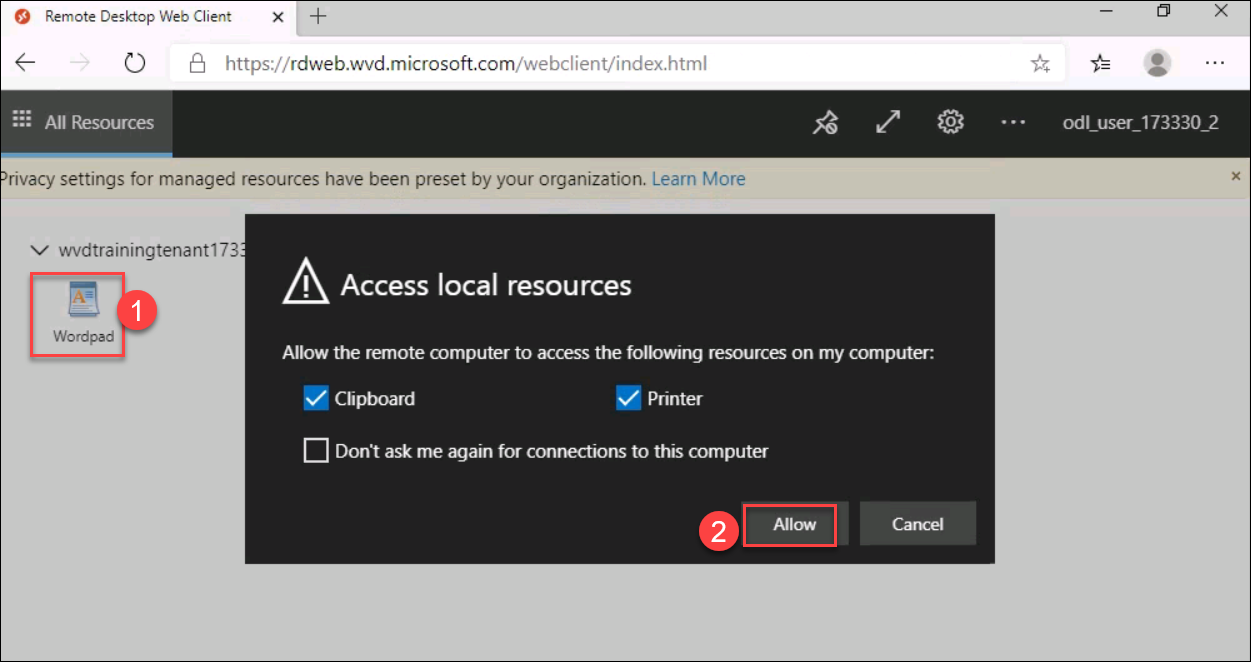 Remote Desktop Web Client
https://rdweb.wvd.microsoft.com/webclient/index.html
All Resources
odl_user_173330_2
Privacy settings for managed resources have been preset by your organization. Learn More
wvdtrainingtenant1733
Wordpad
1
Access local resources
Allow the remote computer to access the following resources on my computer:
Clipboard Printer
Don't ask me again for connections to this computer
2 Allow Cancel